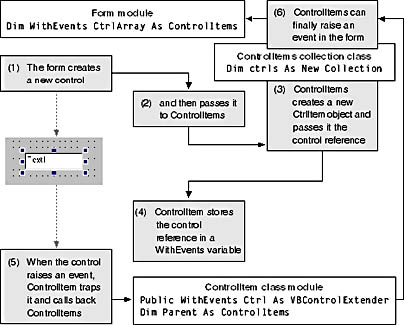 Form module
Dim WithEvents CtrlArray As ControlItems
(6) ControlItems can
finally raise an
event in the form
ControlItems collection class
Dim ctrls As New Collection
(1) The form creates
a new control
(2) and then passes it
to ControlItems
(3) ControlItems
creates a new
CtrlItem object and
passes it the
control reference
Text1
(4) ControlItem stores
the control
reference in a
WithEvents variable
(5) When the control
raises an event,
ControlItem traps
it and calls back
ControlItems
ControlItem class module
Public WithEvents Ctrl As VBControlExtender
Dim Parent As ControlItems